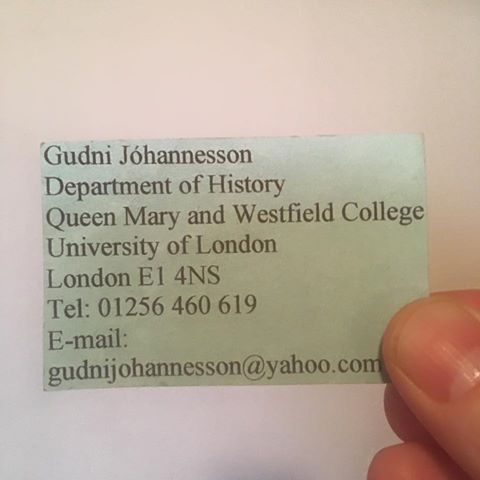 Gudni Jóhannesson
Department of History
Queen Mary and Westfield College
University of London
London E1 4NS
Tel: 01256 460 619
E-mail:
gudnijohannesson@yahoo.com